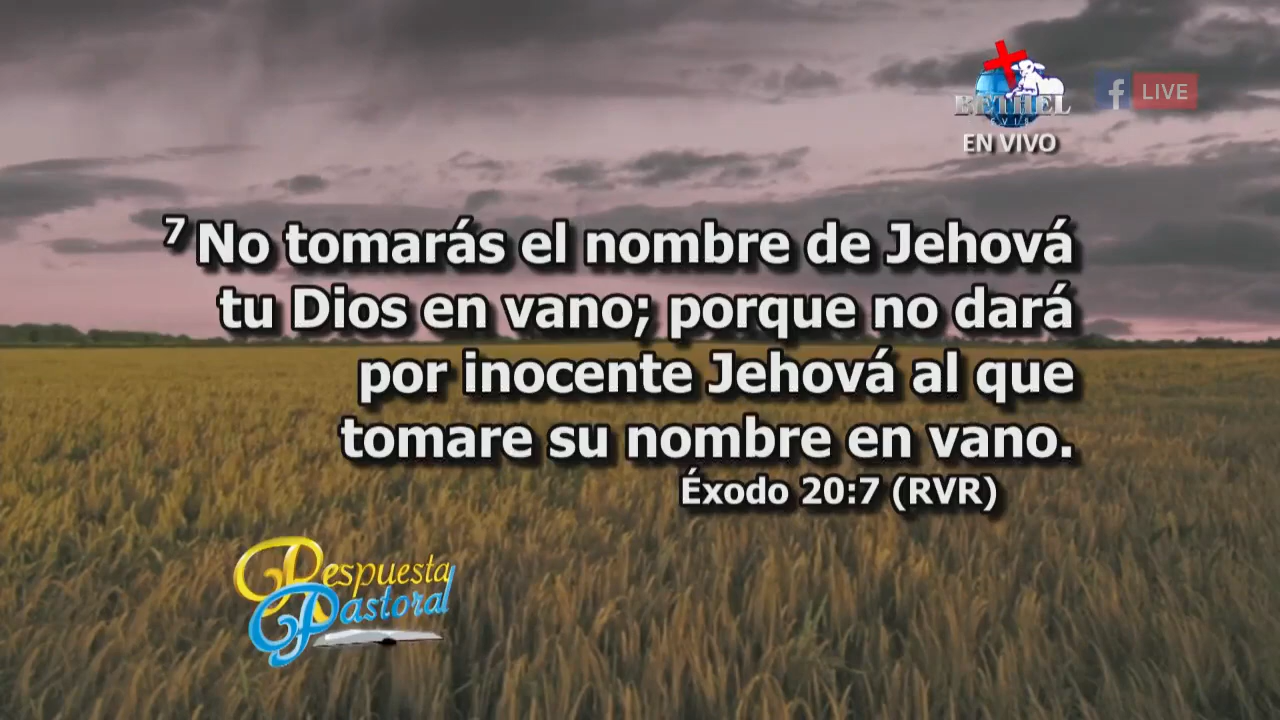 BETHEL
EN VIVO
f LIVE
7 No tomarás el nombre de Jehová
tu Dios en vano; porque no dará
por inocente Jehová al que
tomare su nombre en vano.
Éxodo 20:7 (RVR)
Respuesta
Pastoral